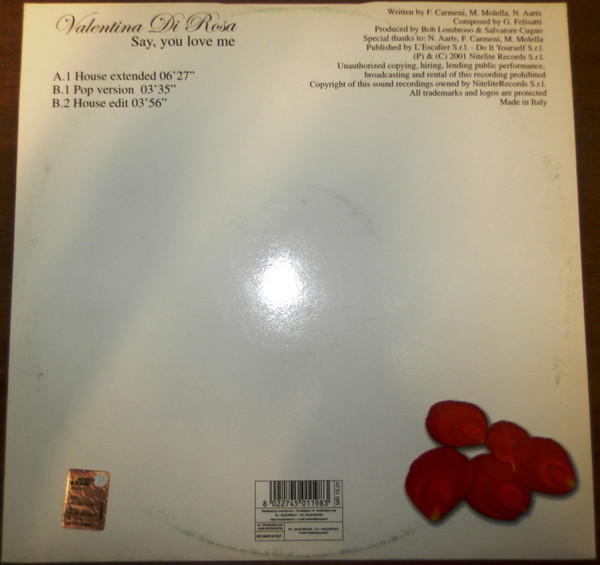 Valentina Di Rosa
Say, you love me
A.1 House extended 06'27"
B.1 Pop version 03'35"
B.2 House edit 03'56"
Written by F. Carmeni, M. Molella, N. Aarts
Composed by G. Felisatti
Produced by Bob Lombroso & Salvatore Cugno
Special thanks to: N. Aarts, F. Carmeni, M. Molella
Published by L'Escalier S.r.l. - Do It Yourself S.r.l.
(P) & (C) 2001 Nitelite Records S.r.l.
Unauthorized copying, hiring, lending public performance,
broadcasting and rental of this recording prohibited
Copyright of this sound recordings owned by NiteliteRecords S.r.l.
All trademarks and logos are protected
Made in Italy
8 022745 011983